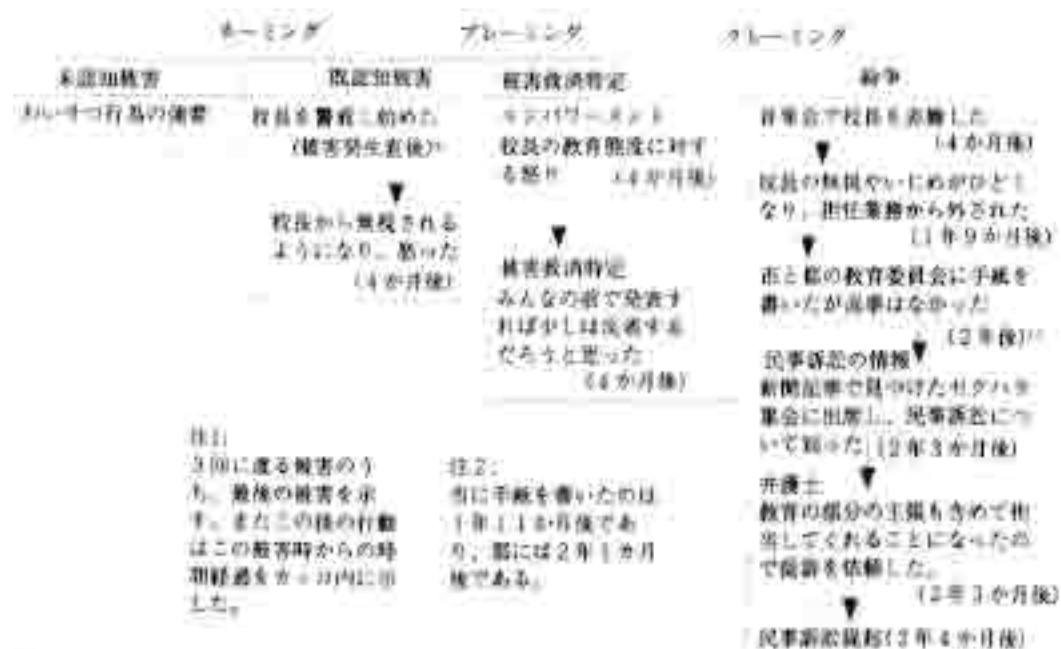 ネーミング
ブレーミング
クレーミング
未認知被害
わいせつ行為の
既認知被害
校長を警戒し始めた
(被害発生直後)
▼
校長から無視される
ようになり、怒った
(4か月後)
被害救済特定
エンパワーメント
校長の教育態度に対す
る怒り (4か月後)
▼
被害救済特定
みんなの前で発表す
れば少しは反省する
だろうと思った
(4か月後)
紛争
で校長を
(4か月後)
▼
校長の無視やいじめがひどく
なり、担任業務から外された
(1年9か月後)
▼
市と都の教育委員会に手紙を
書いたが返事はなかった
(2年後)
▼
民事訴訟の情報
新聞記事で見つけたセクハラ
集会に出席し、民事訴訟につ
いて知った (2年3か月後)
▼
弁護士
教育の部分の主張も含めて担
当してくれることになったの
で提訴を依頼した。
(2年3か月後)
▼
民事訴訟提起(2年4か月後)
注1:
3回に渡る被害のう
ち、最後の被害を示
す。またこの後の行動
はこの被害時からの時
期経過をカッコ内に示
した。
注2:
市に手紙を書いたのは
1年11か月後であ
り、都には2年1カ月
後である。